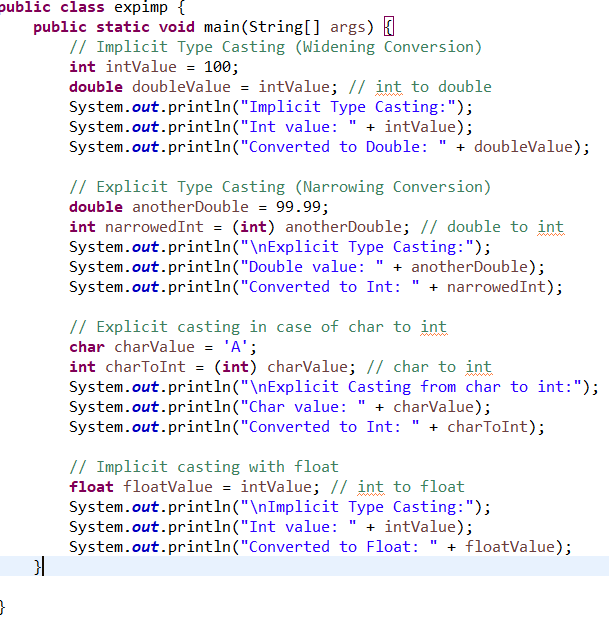 public class expimp {
    public static void main(String[] args) {
        // Implicit Type Casting (Widening Conversion)
        int intValue = 100;
        double doubleValue = intValue; // int to double
        System.out.println("Implicit Type Casting:");
        System.out.println("Int value: " + intValue);
        System.out.println("Converted to Double: " + doubleValue);

        // Explicit Type Casting (Narrowing Conversion)
        double anotherDouble = 99.99;
        int narrowedInt = (int) anotherDouble; // double to int
        System.out.println("\nExplicit Type Casting:");
        System.out.println("Double value: " + anotherDouble);
        System.out.println("Converted to Int: " + narrowedInt);

        // Explicit casting in case of char to int
        char charValue = 'A';
        int charToInt = (int) charValue; // char to int
        System.out.println("\nExplicit Casting from char to int:");
        System.out.println("Char value: " + charValue);
        System.out.println("Converted to Int: " + charToInt);

        // Implicit casting with float
        float floatValue = intValue; // int to float
        System.out.println("\nImplicit Type Casting:");
        System.out.println("Int value: " + intValue);
        System.out.println("Converted to Float: " + floatValue);
    }

}